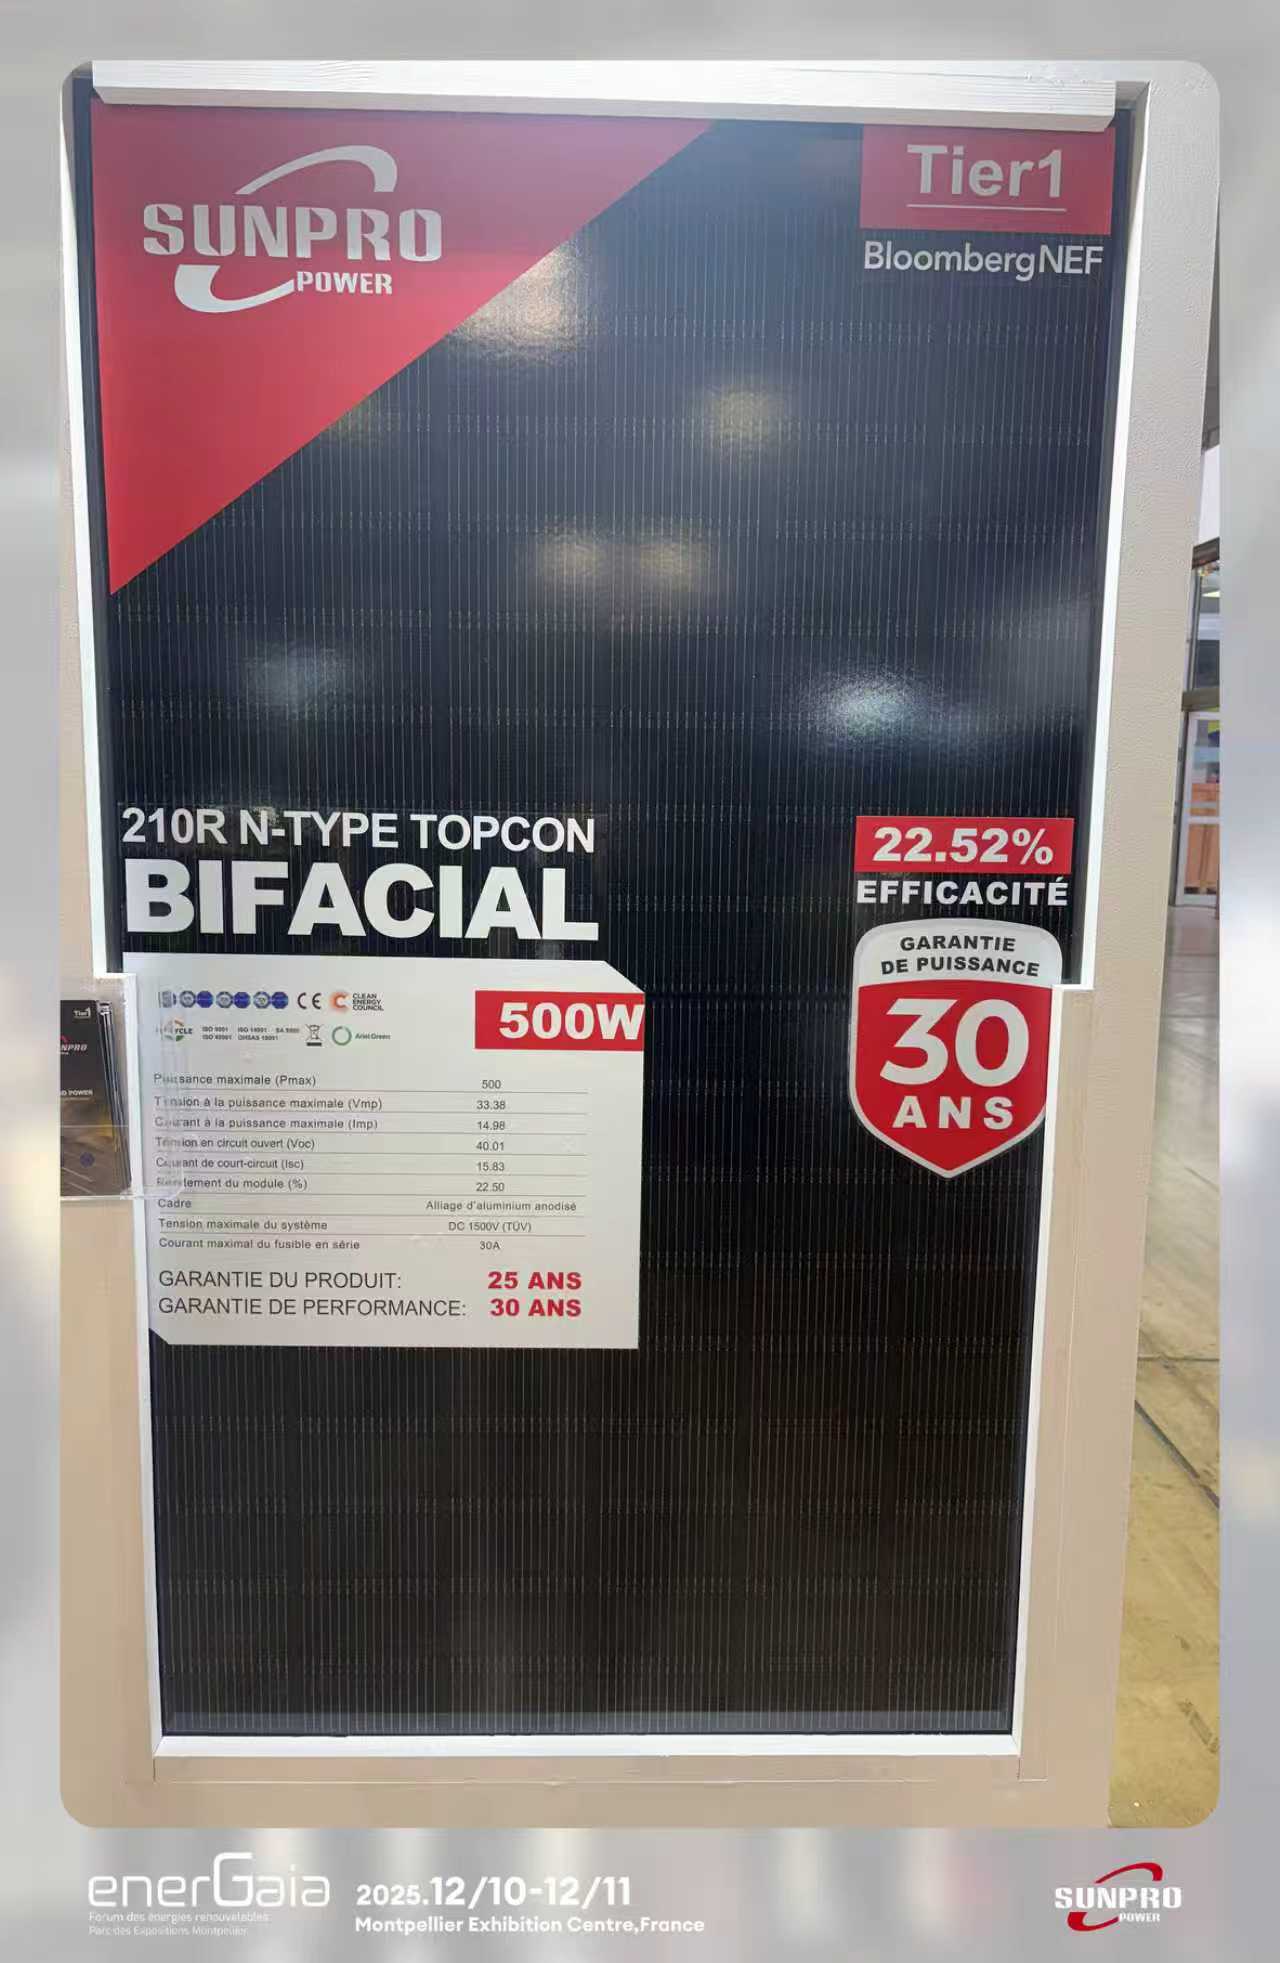 SUNPRO
POWER
Tier1
BloombergNEF
210R N-TYPE TOPCON
BIFACIAL
22.52%
EFFICACITÉ
GARANTIE
DE PUISSANCE
30
ANS
CE
CLEAN
ENERGY
COUNCIL
CYCLE
ISO 9001 ISO 14001 SA 8000
ISO 45001 OHSAS 18001
Ariel Green
500W
Puissance maximale (Pmax) 500
Tension à la puissance maximale (Vmp) 33.38
Courant à la puissance maximale (Imp) 14.98
Tension en circuit ouvert (Voc) 40.01
Courant de court-circuit (Isc) 15.83
Rendement du module (%) 22.50
Cadre Alliage d'aluminium anodisé
Tension maximale du système DC 1500V (TÜV)
Courant maximal du fusible en série 30A
GARANTIE DU PRODUIT: 25 ANS
GARANTIE DE PERFORMANCE: 30 ANS
Tier1
enerGaia
Forum des énergies renouvelables
Parc des Expositions Montpellier
2025.12/10-12/11
Montpellier Exhibition Centre,France
SUNPRO
POWER